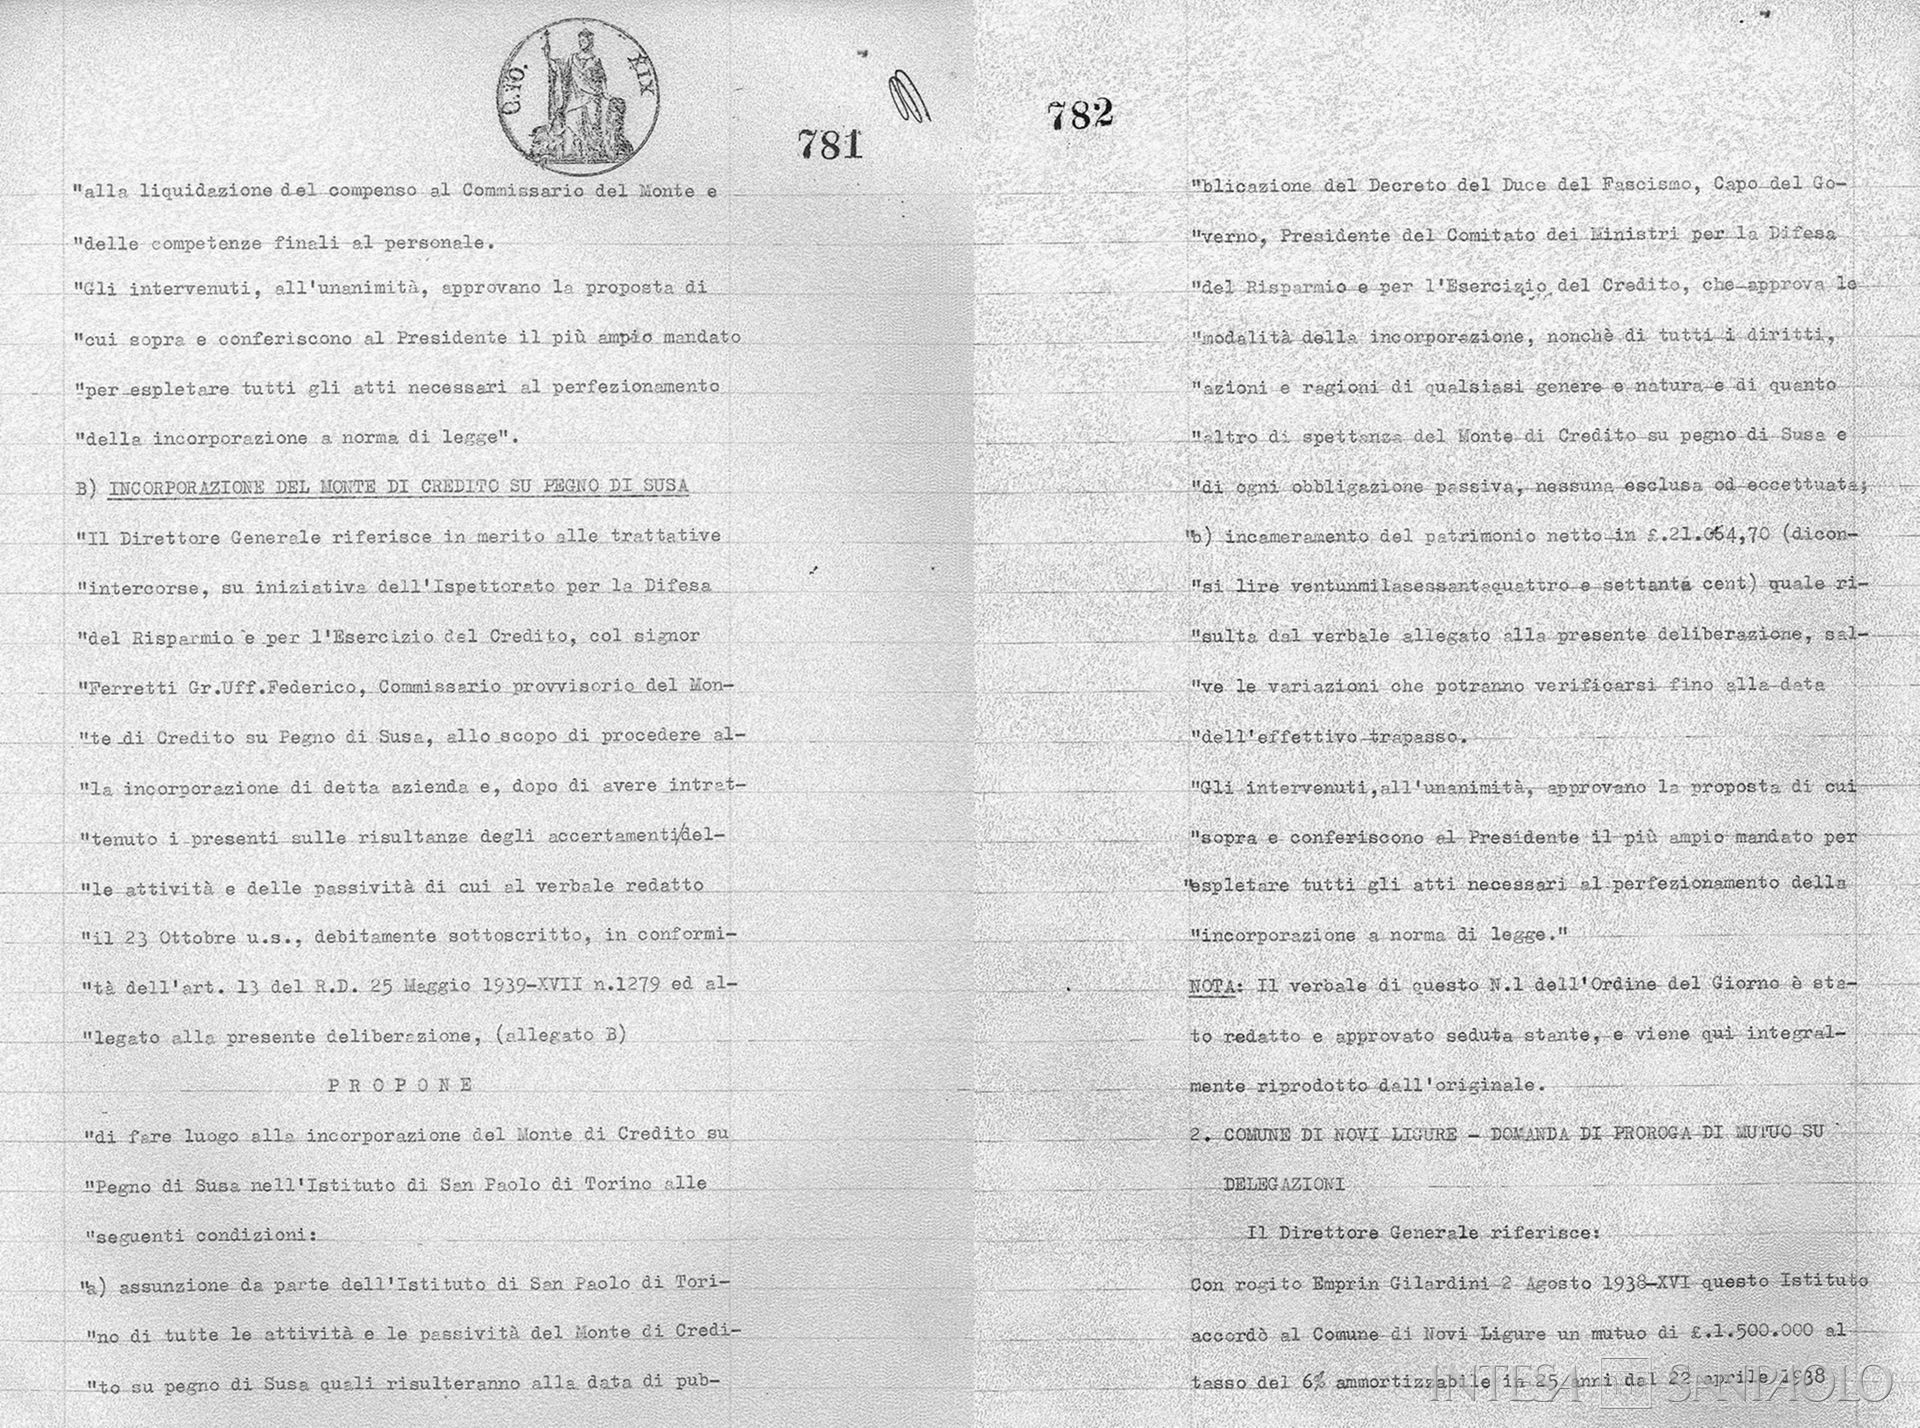 C.VO.
XIX
781
"alla liquidazione del compenso al Commissario del Monte e
"delle competenze finali al personale.
"Gli intervenuti, all'unanimità, approvano la proposta di
"cui sopra e conferiscono al Presidente il più ampio mandato
"per espletare tutti gli atti necessari al perfezionamento
"della incorporazione a norma di legge".
B) INCORPORAZIONE DEL MONTE DI CREDITO SU PEGNO DI SUSA
"Il Direttore Generale riferisce in merito alle trattative
"intercorse, su iniziativa dell'Ispettorato per la Difesa
"del Risparmio e per l'Esercizio del Credito, col signor
"Ferretti Gr.Uff.Federico, Commissario provvisorio del Mon-
"te di Credito su Pegno di Susa, allo scopo di procedere al-
"la incorporazione di detta azienda e, dopo di avere intrat-
"tenuto i presenti sulle risultanze degli accertamenti/del-
"le attività e delle passività di cui al verbale redatto
"il 23 Ottobre u.s., debitamente sottoscritto, in conformi-
"tà dell'art. 13 del R.D. 25 Maggio 1939-XVII n.1279 ed al-
"legato alla presente deliberazione, (allegato B)
P R O P O N E
"di fare luogo alla incorporazione del Monte di Credito su
"Pegno di Susa nell'Istituto di San Paolo di Torino alle
"seguenti condizioni:
"a) assunzione da parte dell'Istituto di San Paolo di Tori-
"no di tutte le attività e le passività del Monte di Credi-
"to su pegno di Susa quali risulteranno alla data di pub-
782
"blicazione del Decreto del Duce del Fascismo, Capo del Go-
"verno, Presidente del Comitato dei Ministri per la Difesa
"del Risparmio e per l'Esercizio del Credito, che approva le
"modalità della incorporazione, nonchè di tutti i diritti,
"azioni e ragioni di qualsiasi genere e natura e di quanto
"altro di spettanza del Monte di Credito su pegno di Susa e
"di ogni obbligazione passiva, nessuna esclusa od eccettuata;
"b) incameramento del patrimonio netto in £.21.064,70 (dicon-
"si lire ventunmilasessantaquattro e settanta cent) quale ri-
"sulta dal verbale allegato alla presente deliberazione, sal-
"ve le variazioni che potranno verificarsi fino alla data
"dell'effettivo trapasso.
"Gli intervenuti,all'unanimità, approvano la proposta di cui
"sopra e conferiscono al Presidente il più ampio mandato per
"espletare tutti gli atti necessari al perfezionamento della
"incorporazione a norma di legge."
NOTA: Il verbale di questo N.1 dell'Ordine del Giorno è sta-
to redatto e approvato seduta stante, e viene qui integral-
mente riprodotto dall'originale.
2. COMUNE DI NOVI LIGURE - DOMANDA DI PROROGA DI MUTUO SU
DELEGAZIONI
Il Direttore Generale riferisce:
Con rogito Emprin Gilardini 2 Agosto 1938-XVI questo Istituto
accordò al Comune di Novi Ligure un mutuo di £.1.500.000 al
tasso del 6% ammortizzabile in 25 anni dal 22 aprile 1938
INTESA SANPAOLO